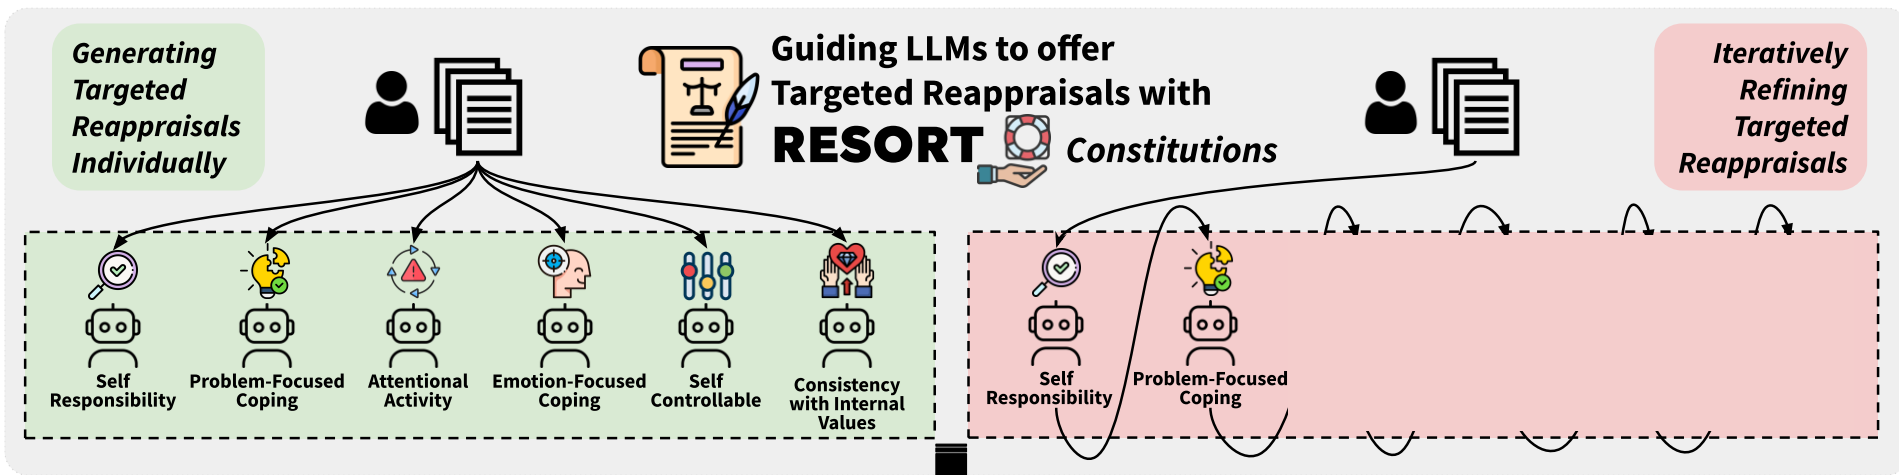 Generating
Targeted
Reappraisals
Individually
Guiding LLMs to offer
Targeted Reappraisals with
RESORT Constitutions
Iteratively
Refining
Targeted
Reappraisals
Self
Responsibility
Problem-Focused
Coping
Attentional
Activity
Emotion-Focused
Coping
Self
Controllable
Consistency
with Internal
Values
Self
Responsibility
Problem-Focused
Coping